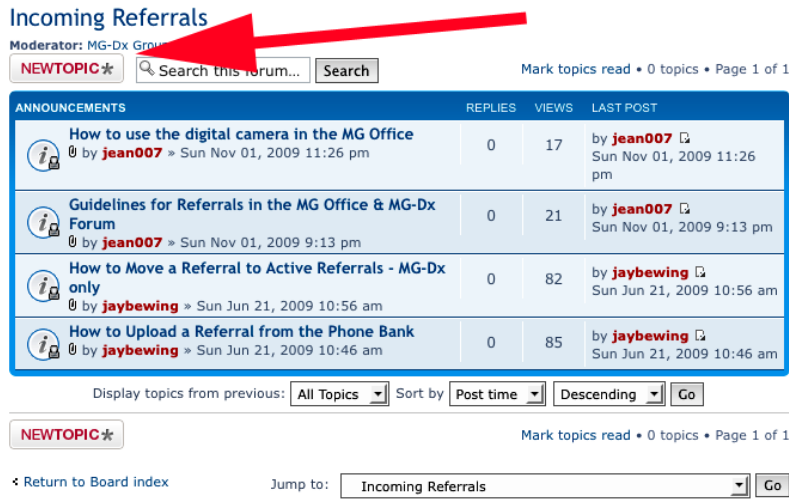 Incoming Referrals
Moderator: MG-Dx Group
NEWTOPIC*
Search this forum...
Search
Mark topics read • 0 topics • Page 1 of 1
ANNOUNCEMENTS REPLIES VIEWS LAST POST
How to use the digital camera in the MG Office
by jean007 » Sun Nov 01, 2009 11:26 pm
0
17
by jean007
Sun Nov 01, 2009 11:26
pm
Guidelines for Referrals in the MG Office & MG-Dx
Forum
by jean007 » Sun Nov 01, 2009 9:13 pm
0
21
by jean007
Sun Nov 01, 2009 9:13 pm
How to Move a Referral to Active Referrals - MG-Dx
only
by jaybewing » Sun Jun 21, 2009 10:56 am
0
82
by jaybewing
Sun Jun 21, 2009 10:56 am
How to Upload a Referral from the Phone Bank
by jaybewing » Sun Jun 21, 2009 10:46 am
0
85
by jaybewing
Sun Jun 21, 2009 10:46 am
Display topics from previous: All Topics Sort by Post time Descending Go
NEWTOPIC*
Mark topics read • 0 topics • Page 1 of 1
Return to Board index
Jump to: Incoming Referrals Go